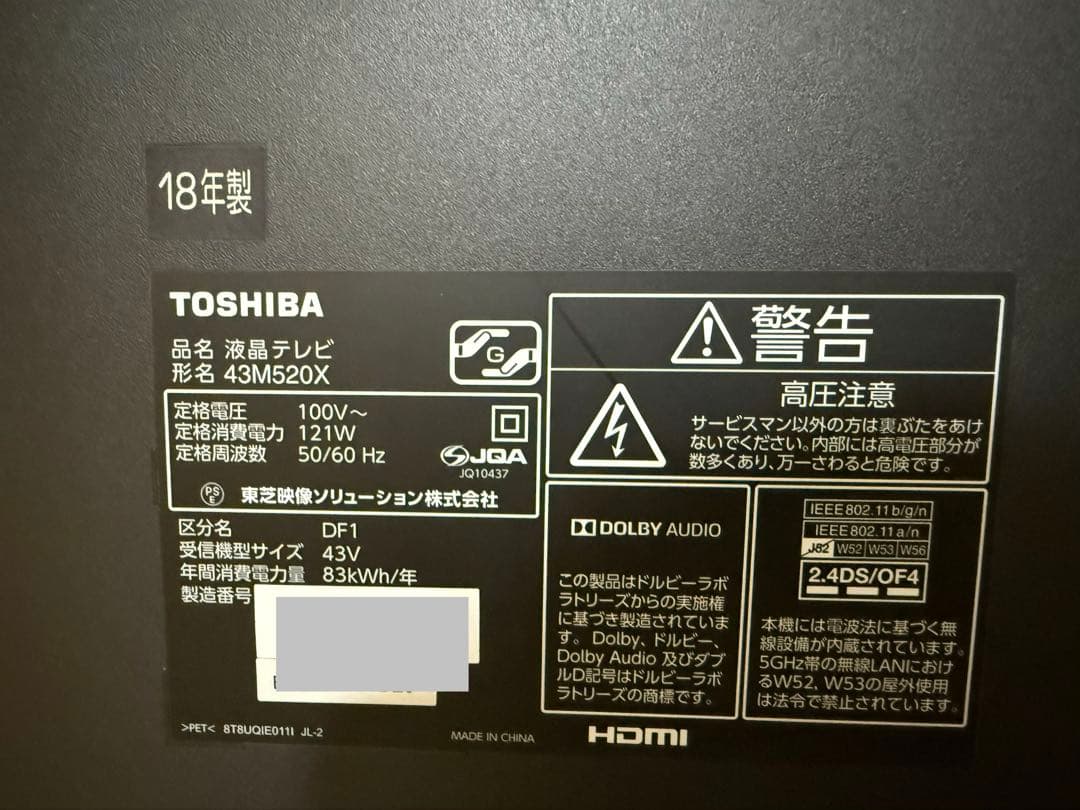 18年製
TOSHIBA
品名 液晶テレビ
形名 43M520X
G
定格電圧 100V～
定格消費電力 121W
定格周波数 50/60 Hz
JQA
JQ10437
PS
E
東芝映像ソリューション株式会社
区分名 DF1
受信機型サイズ 43V
年間消費電力量 83kWh/年
製造番号
>PET< 8T8UQIE011I JL-2
MADE IN CHINA
警告
高圧注意
サービスマン以外の方は裏ぶたをあけ
ないでください。内部には高電圧部分が
数多くあり、万一さわると危険です。
DOLBY AUDIO
この製品はドルビーラボ
ラトリーズからの実施権
に基づき製造されていま
す。Dolby、ドルビー、
Dolby Audio 及びダブ
ルD記号はドルビーラボ
ラトリーズの商標です。
HDMI
IEEE802.11b/g/n
IEEE802.11a/n
J52 W52 W53 W56
2.4DS/OF4
本機には電波法に基づく無
線設備が内蔵されています。
5GHz帯の無線LANにおけ
るW52, W53の屋外使用
は法令で禁止されています。